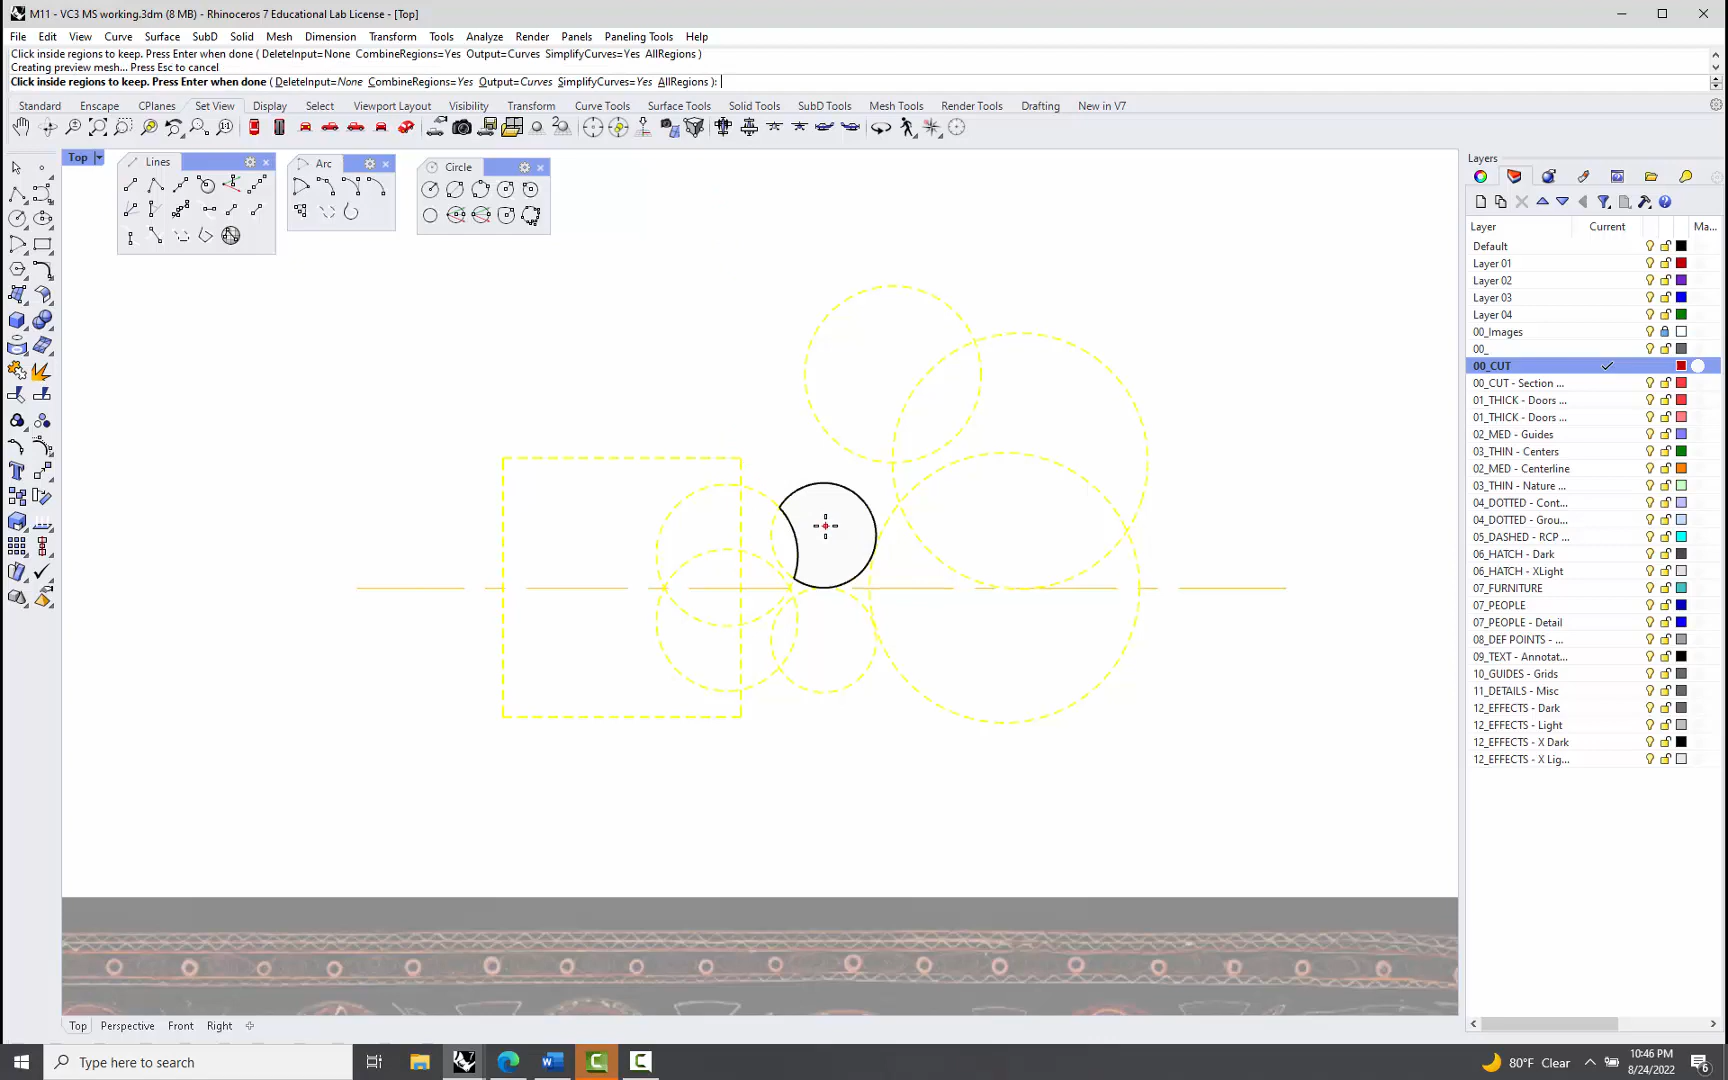 M11 - VC3 MS working.3dm (8 MB) - Rhinoceros 7 Educational Lab License - [Top]
File Edit View Curve Surface SubD Solid Mesh Dimension Transform Tools Analyze Render Panels Paneling Tools Help
Click inside regions to keep. Press Enter when done ( DeleteInput=None CombineRegions=Yes Output=Curves SimplifyCurves=Yes AllRegions )
Creating preview mesh... Press Esc to cancel
Click inside regions to keep. Press Enter when done ( DeleteInput=None CombineRegions=Yes Output=Curves SimplifyCurves=Yes AllRegions ):
Standard Escape CPlanes Set View Display Select Viewport Layout Visibility Transform Curve Tools Surface Tools Solid Tools SubD Tools Mesh Tools Render Tools Drafting New in V7
Top
Lines
Arc
Circle
Layers
Layer Current Ma...
Default
Layer 01
Layer 02
Layer 03
Layer 04
00_Images
00_
00_CUT
00_CUT - Section ...
01_THICK - Doors ...
01_THICK - Doors ...
02_MED - Guides
03_THIN - Centers
02_MED - Centerline
03_THIN - Nature ...
04_DOTTED - Cont...
04_DOTTED - Grou...
05_DASHED - RCP ...
06_HATCH - Dark
06_HATCH - XLight
07_FURNITURE
07_PEOPLE
07_PEOPLE - Detail
08_DEF POINTS - ...
09_TEXT - Annotat...
10_GUIDES - Grids
11_DETAILS - Misc
12_EFFECTS - Dark
12_EFFECTS - Light
12_EFFECTS - X Dark
12_EFFECTS - X Lig...
Top Perspective Front Right
Type here to search
80°F Clear
10:46 PM
8/24/2022
6